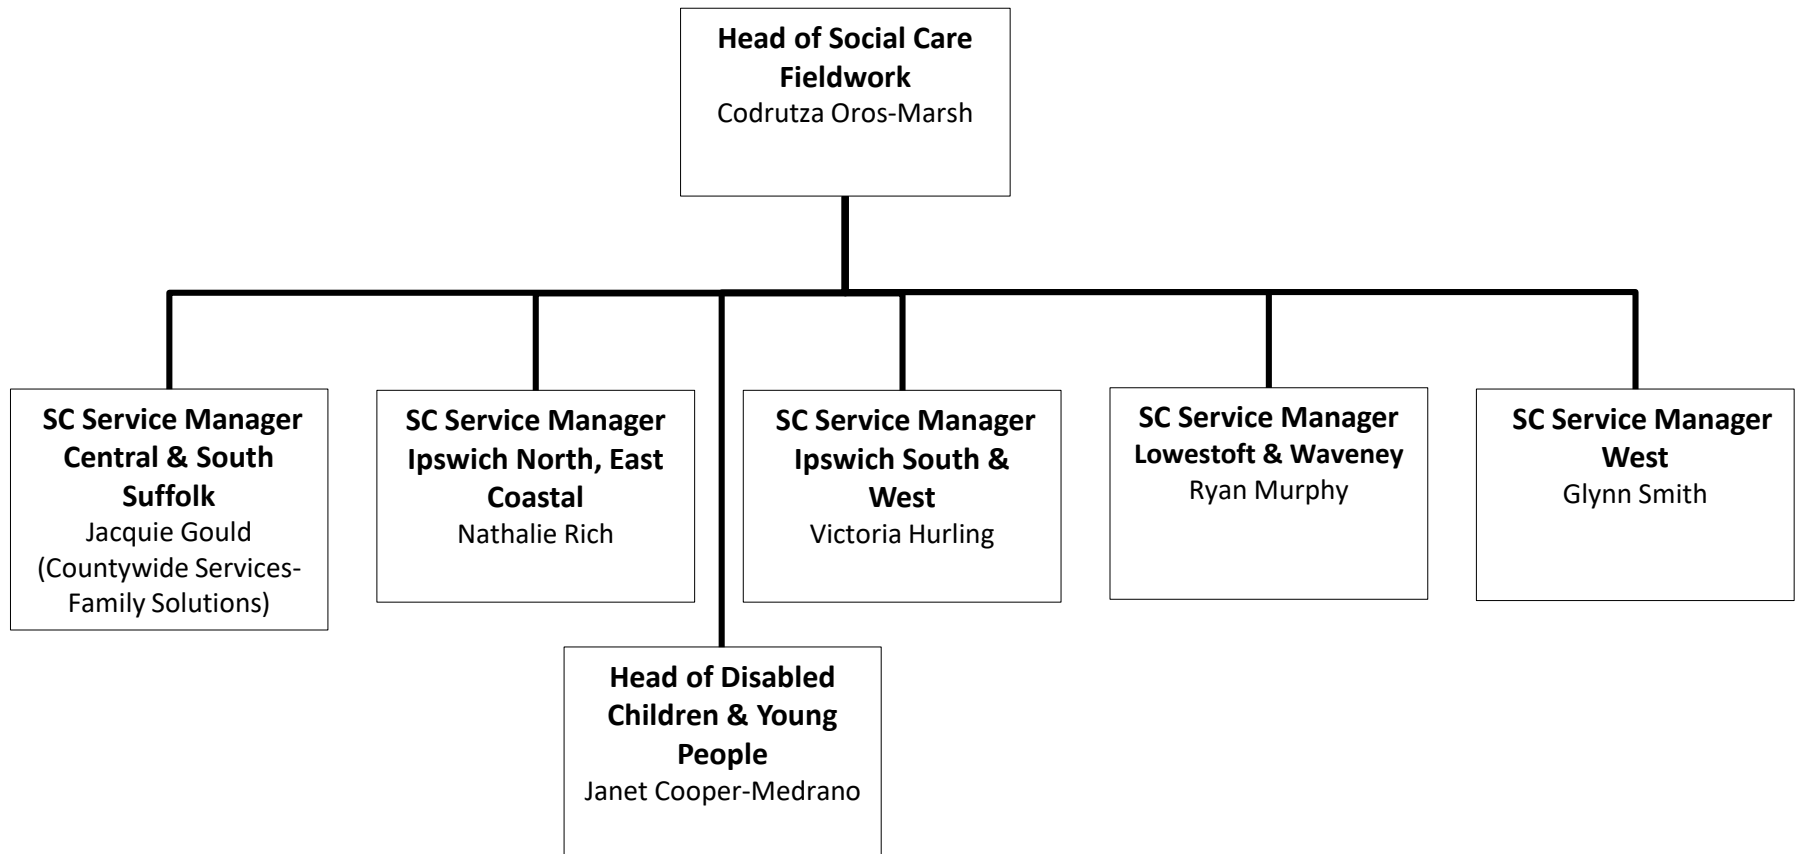 Head of Social Care
Fieldwork
Codrutza Oros-Marsh
SC Service Manager
Central & South
Suffolk
Jacquie Gould
(Countywide Services-
Family Solutions)
SC Service Manager
Ipswich North, East
Coastal
Nathalie Rich
SC Service Manager
Ipswich South &
West
Victoria Hurling
SC Service Manager
Lowestoft & Waveney
Ryan Murphy
SC Service Manager
West
Glynn Smith
Head of Disabled
Children & Young
People
Janet Cooper-Medrano